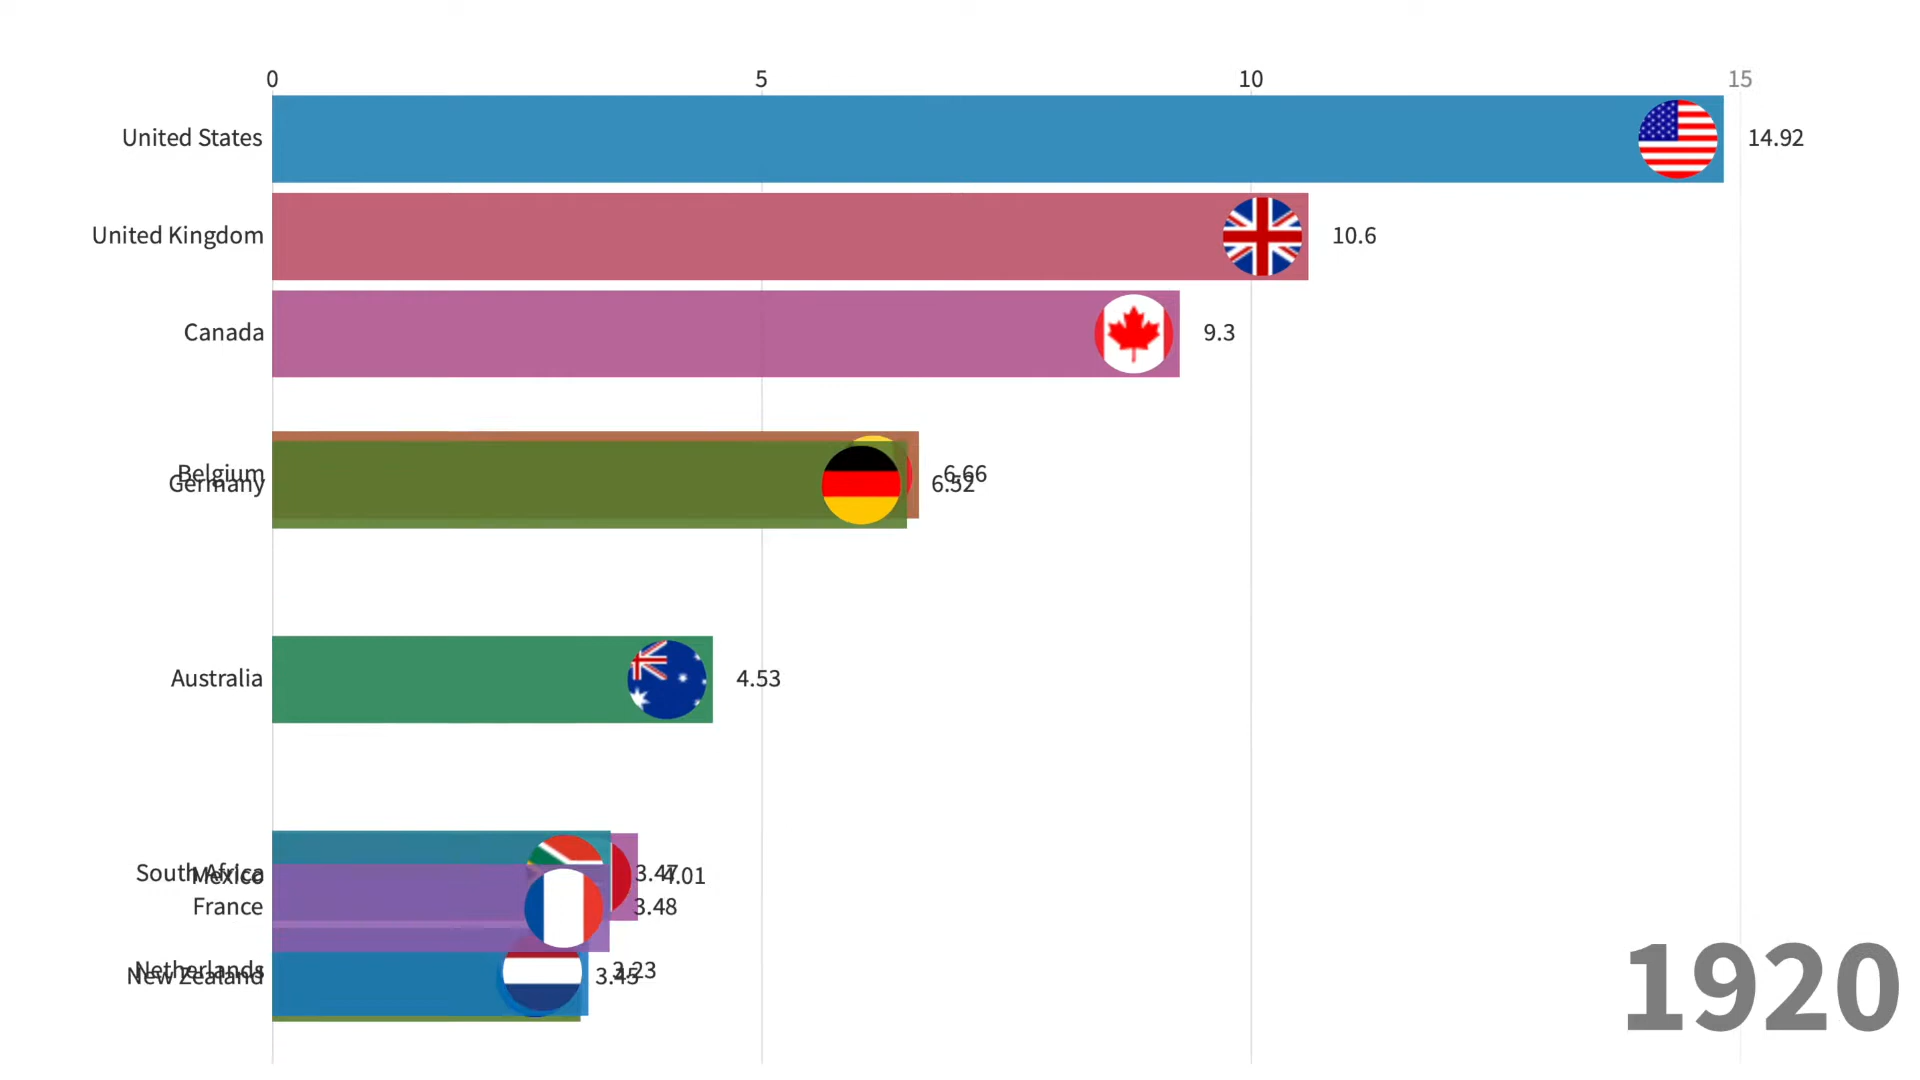 0 5 10 15
United States 14.92
United Kingdom 10.6
Canada 9.3
Belgium 6.66
Germany 6.52
Australia 4.53
South Africa 3.47
Mexico 4.01
France 3.48
Netherlands 3.23
New Zealand 3.45
1920